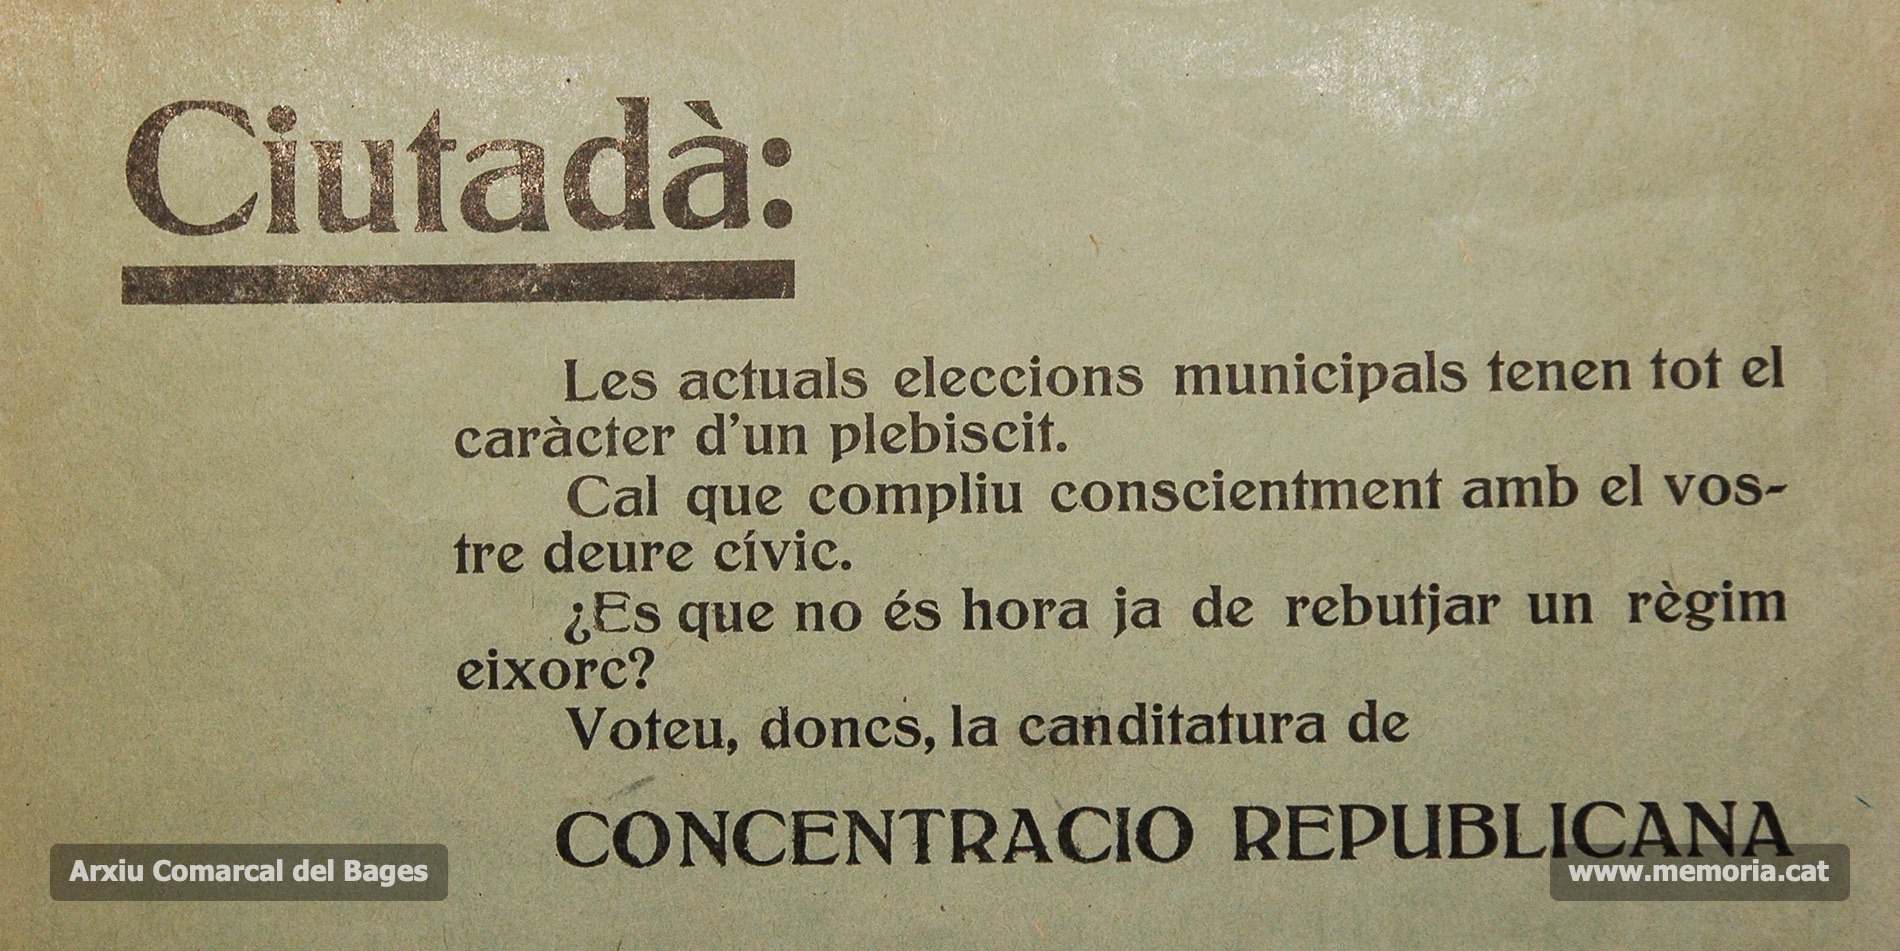 Ciutadà:
Les actuals eleccions municipals tenen tot el
caràcter d'un plebiscit.
Cal que compliu conscientment amb el vos-
tre deure cívic.
¿Es que no és hora ja de rebutjar un règim
eixorc?
Voteu, doncs, la canditatura de
CONCENTRACIO REPUBLICANA
Arxiu Comarcal del Bages
www.memoria.cat